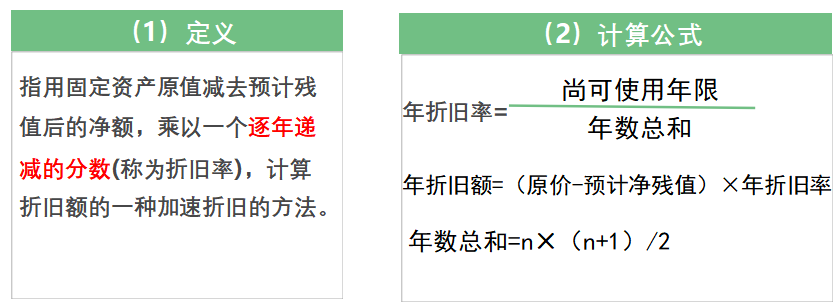 （1）定义
指用固定资产原值减去预计残
值后的净额，乘以一个逐年递
减的分数(称为折旧率)，计算
折旧额的一种加速折旧的方法。
（2）计算公式
尚可使用年限
年折旧率=
年数总和
年折旧额=（原价-预计净残值）×年折旧率
年数总和=n×（n+1）/2